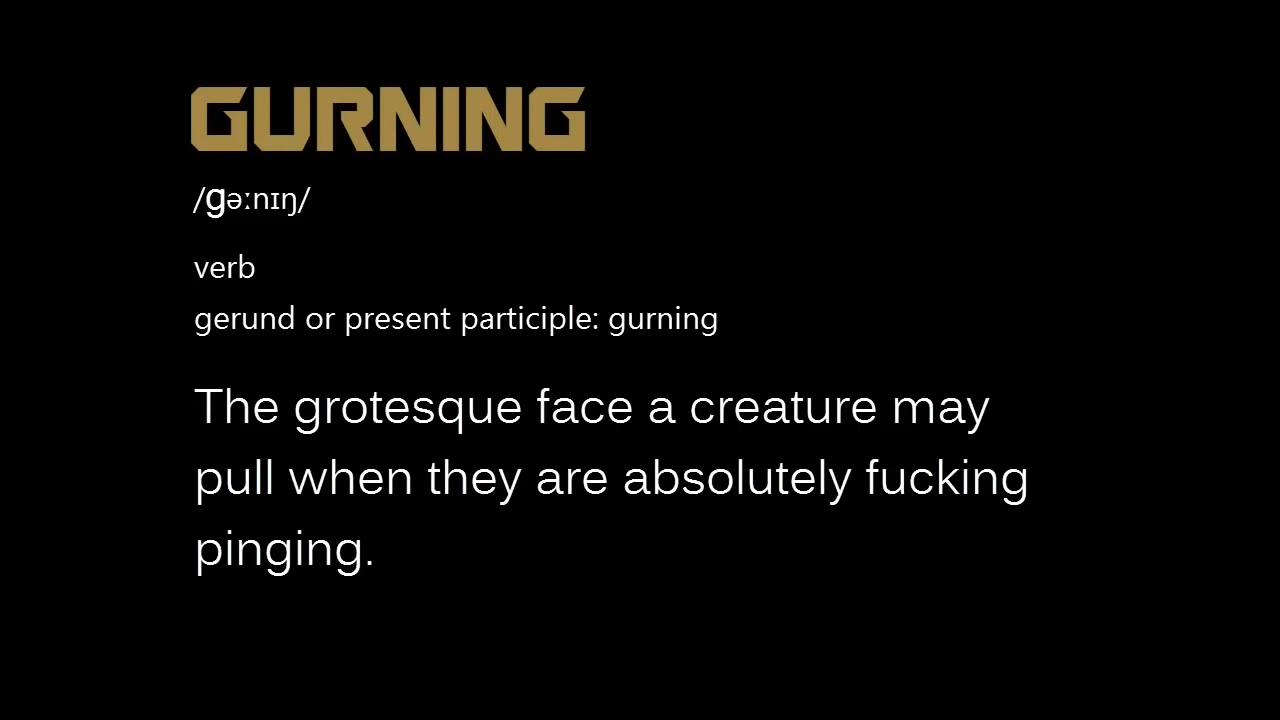 GURNING
/ɡəːnɪŋ/
verb
gerund or present participle: gurning
The grotesque face a creature may
pull when they are absolutely fucking
pinging.